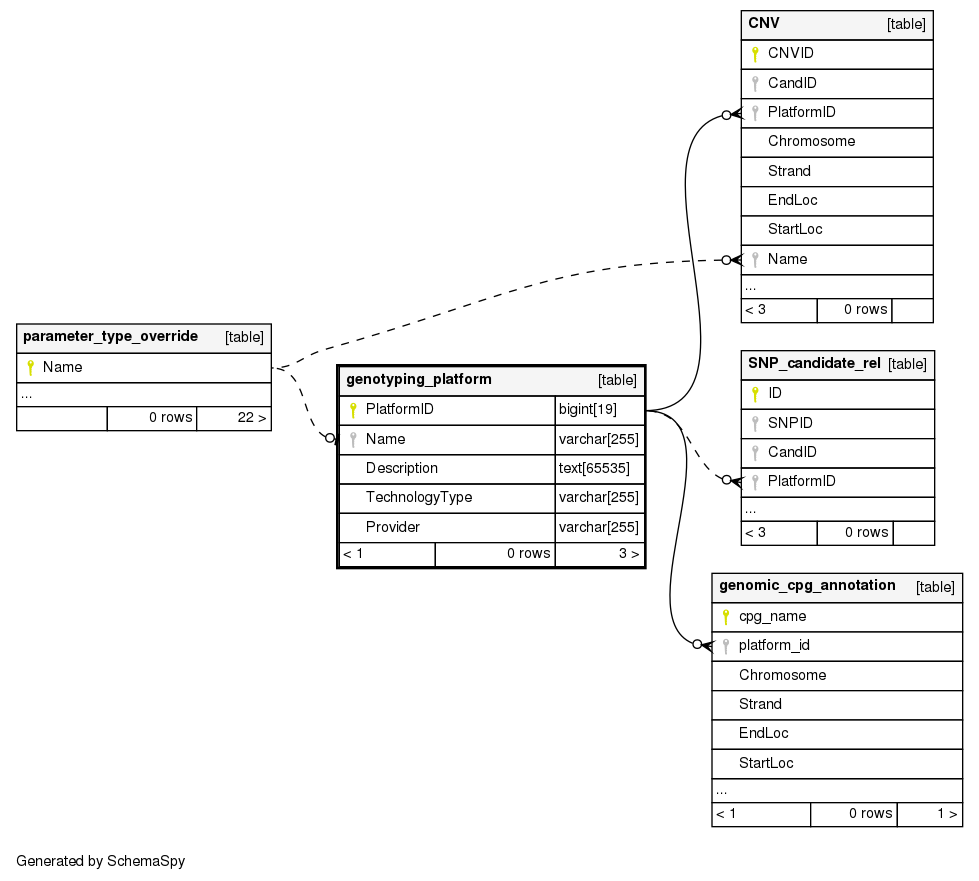 CNV [table]
CNVID
CandID
PlatformID
Chromosome
Strand
EndLoc
StartLoc
Name
...
< 3 0 rows
parameter_type_override [table]
Name
...
0 rows 22 >
genotyping_platform [table]
PlatformID bigint[19]
Name varchar[255]
Description text[65535]
TechnologyType varchar[255]
Provider varchar[255]
< 1 0 rows 3 >
SNP_candidate_rel [table]
ID
SNPID
CandID
PlatformID
...
< 3 0 rows
genomic_cpg_annotation [table]
cpg_name
platform_id
Chromosome
Strand
EndLoc
StartLoc
...
< 1 0 rows 1 >
Generated by SchemaSpy